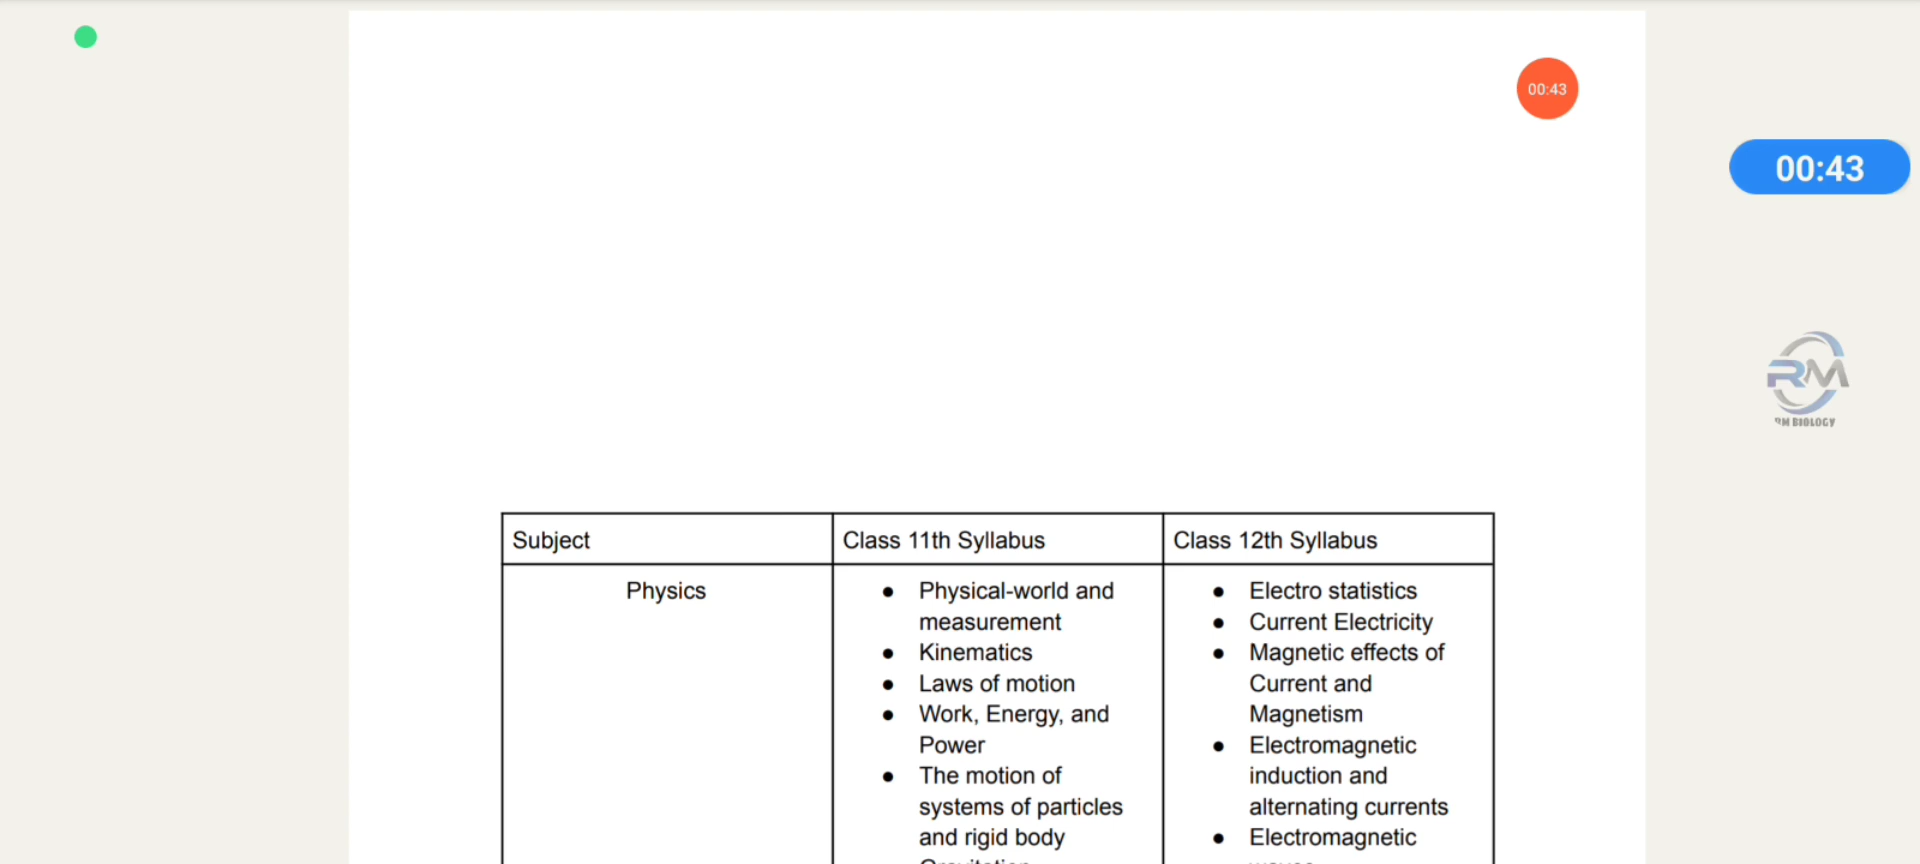 00:43
00:43
RM
RM BIOLOGY
Subject
Class 11th Syllabus
Class 12th Syllabus
Physics
● Physical-world and
measurement
● Kinematics
● Laws of motion
● Work, Energy, and
Power
● The motion of
systems of particles
and rigid body
● Electro statistics
● Current Electricity
● Magnetic effects of
Current and
Magnetism
● Electromagnetic
induction and
alternating currents
● Electromagnetic